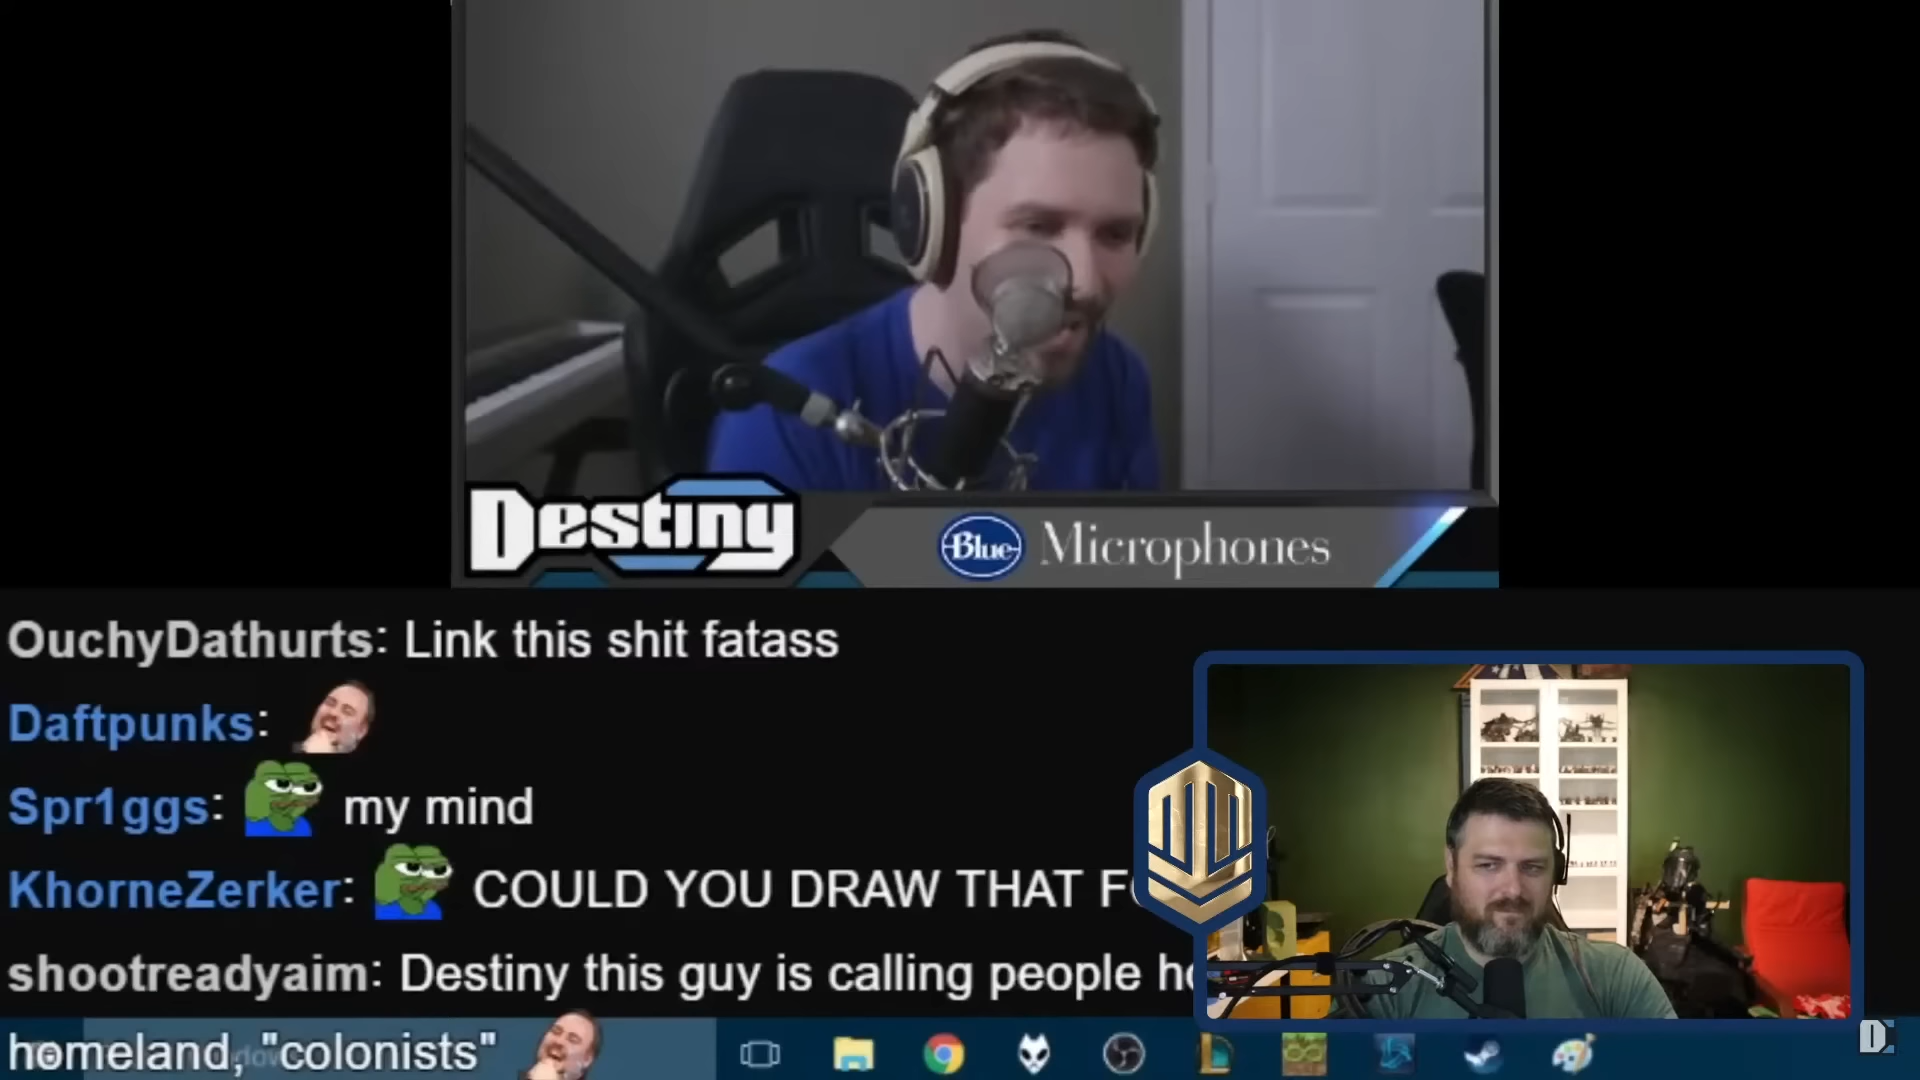 Destiny
Blue Microphones
OuchyDathurts: Link this shit fatass
Daftpunks:
Spr1ggs: my mind
KhorneZerker: COULD YOU DRAW THAT
shootreadyaim: Destiny this guy is calling people
homeland, "colonists"
D.